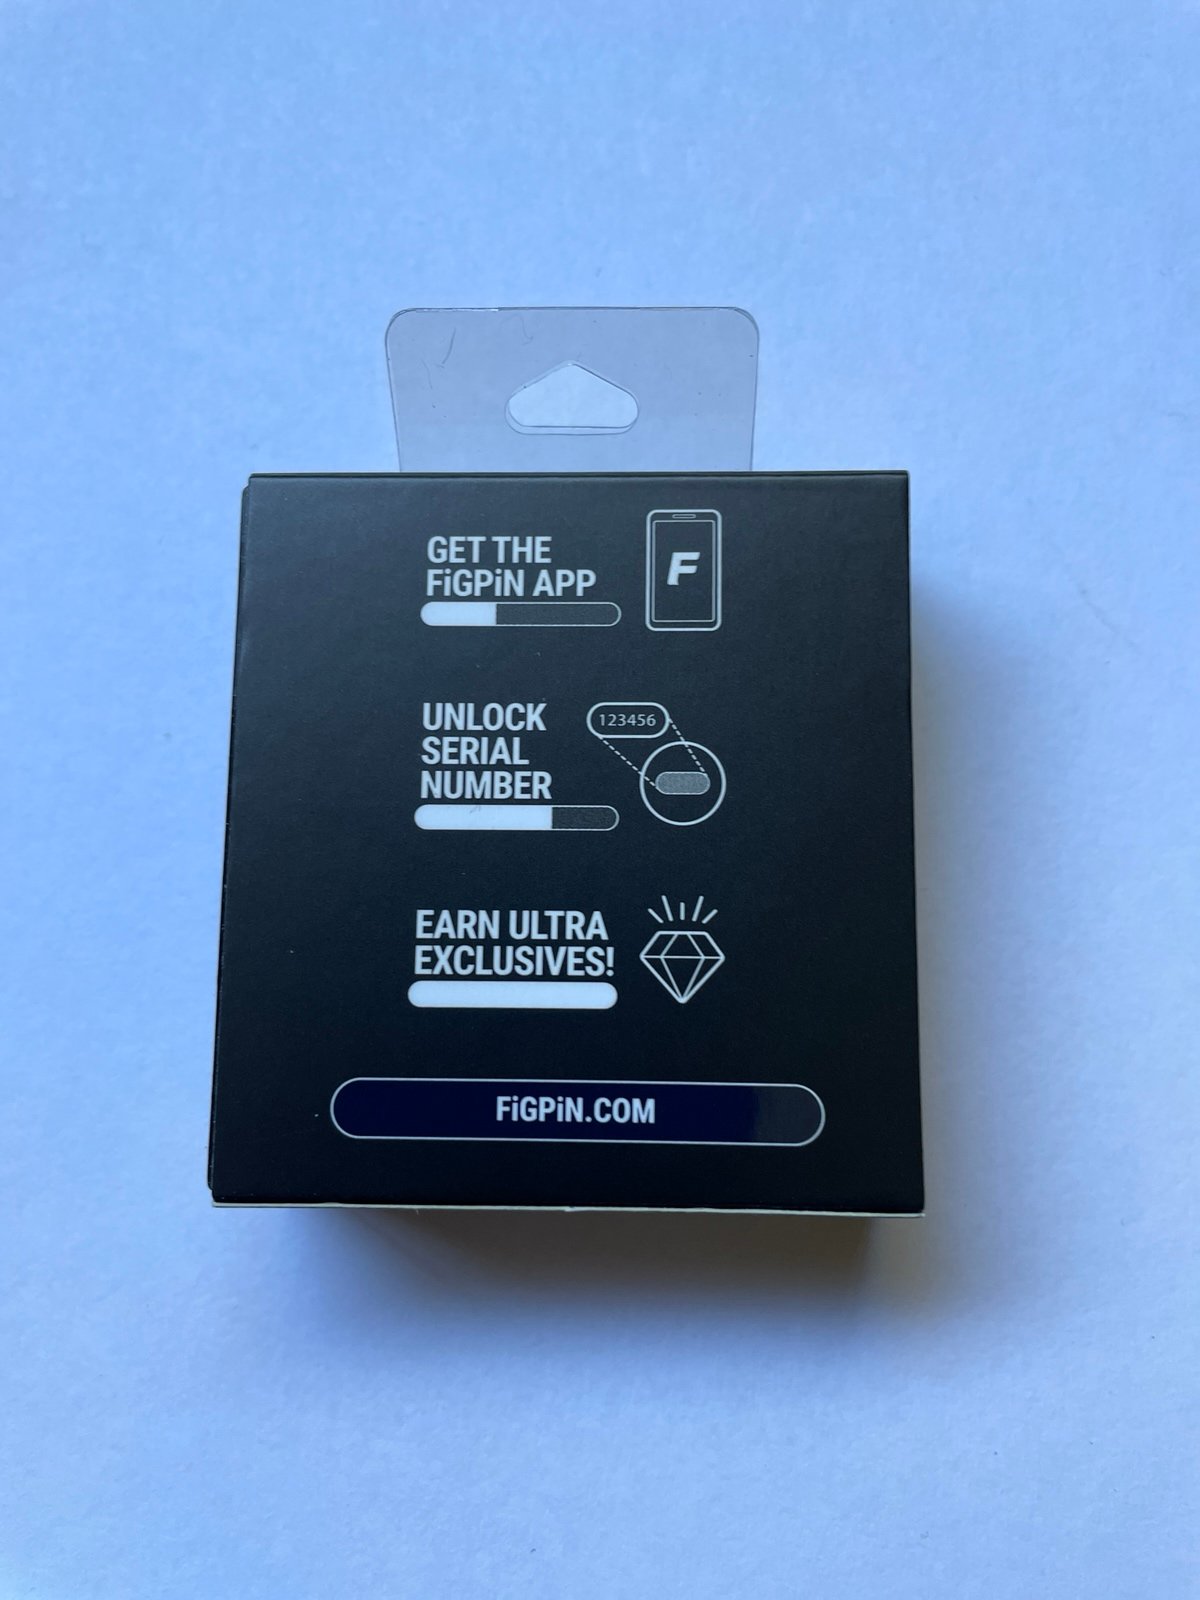 GET THE
FiGPiN APP
F
UNLOCK
SERIAL
NUMBER
123456
EARN ULTRA
EXCLUSIVES!
FiGPiN.COM